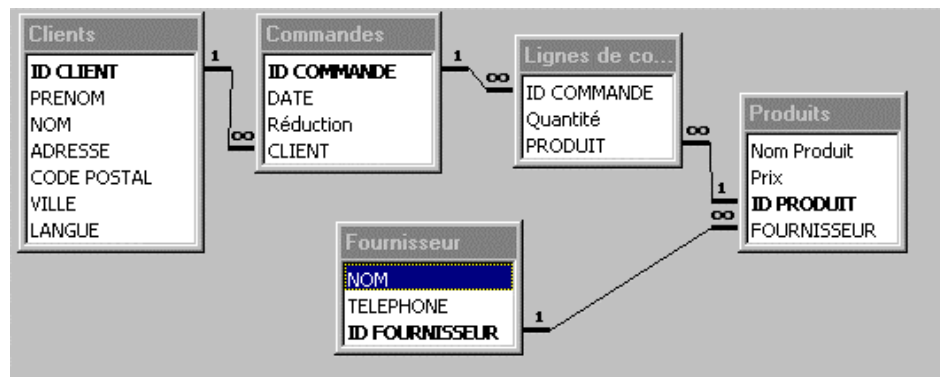 Clients
ID CLIENT
PRENOM
NOM
ADRESSE
CODE POSTAL
VILLE
LANGUE
1
∞
Commandes
ID COMMANDE
DATE
Réduction
CLIENT
1
∞
Lignes de co...
ID COMMANDE
Quantité
PRODUIT
∞
1
Produits
Nom Produit
Prix
ID PRODUIT
FOURNISSEUR
∞
Fournisseur
NOM
TELEPHONE
ID FOURNISSEUR
1